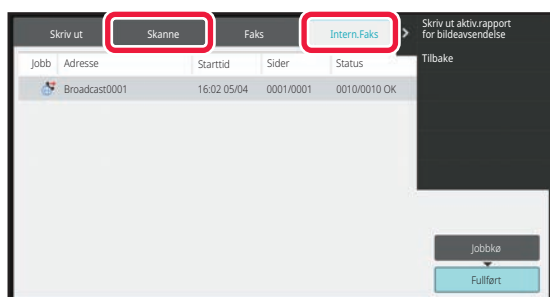 Skriv ut Skanne Faks Intern.Faks
Skriv ut aktiv.rapport
for bildeavsendelse
Tilbake
Jobb Adresse Starttid Sider Status
Broadcast0001 16:02 05/04 0001/0001 0010/0010 OK
Jobbkø
Fullført